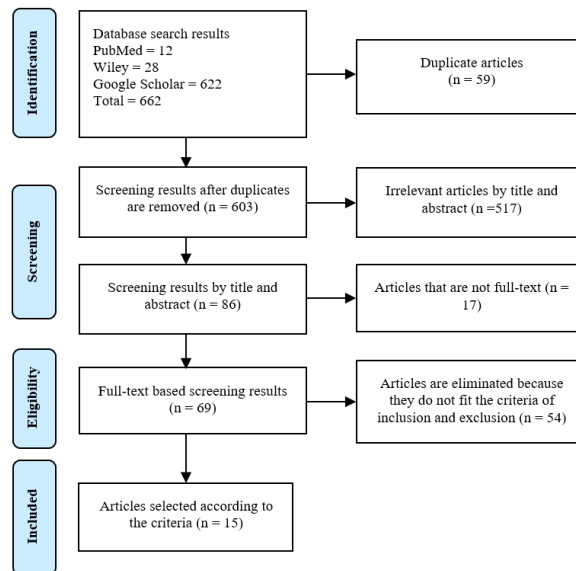 Identification
Database search results
PubMed = 12
Wiley = 28
Google Scholar = 622
Total = 662
Duplicate articles
(n = 59)
Screening
Screening results after duplicates
are removed (n = 603)
Irrelevant articles by title and
abstract (n =517)
Screening results by title and
abstract (n = 86)
Articles that are not full-text (n =
17)
Eligibility
Full-text based screening results
(n = 69)
Articles are eliminated because
they do not fit the criteria of
inclusion and exclusion (n = 54)
Included
Articles selected according to
the criteria (n = 15)